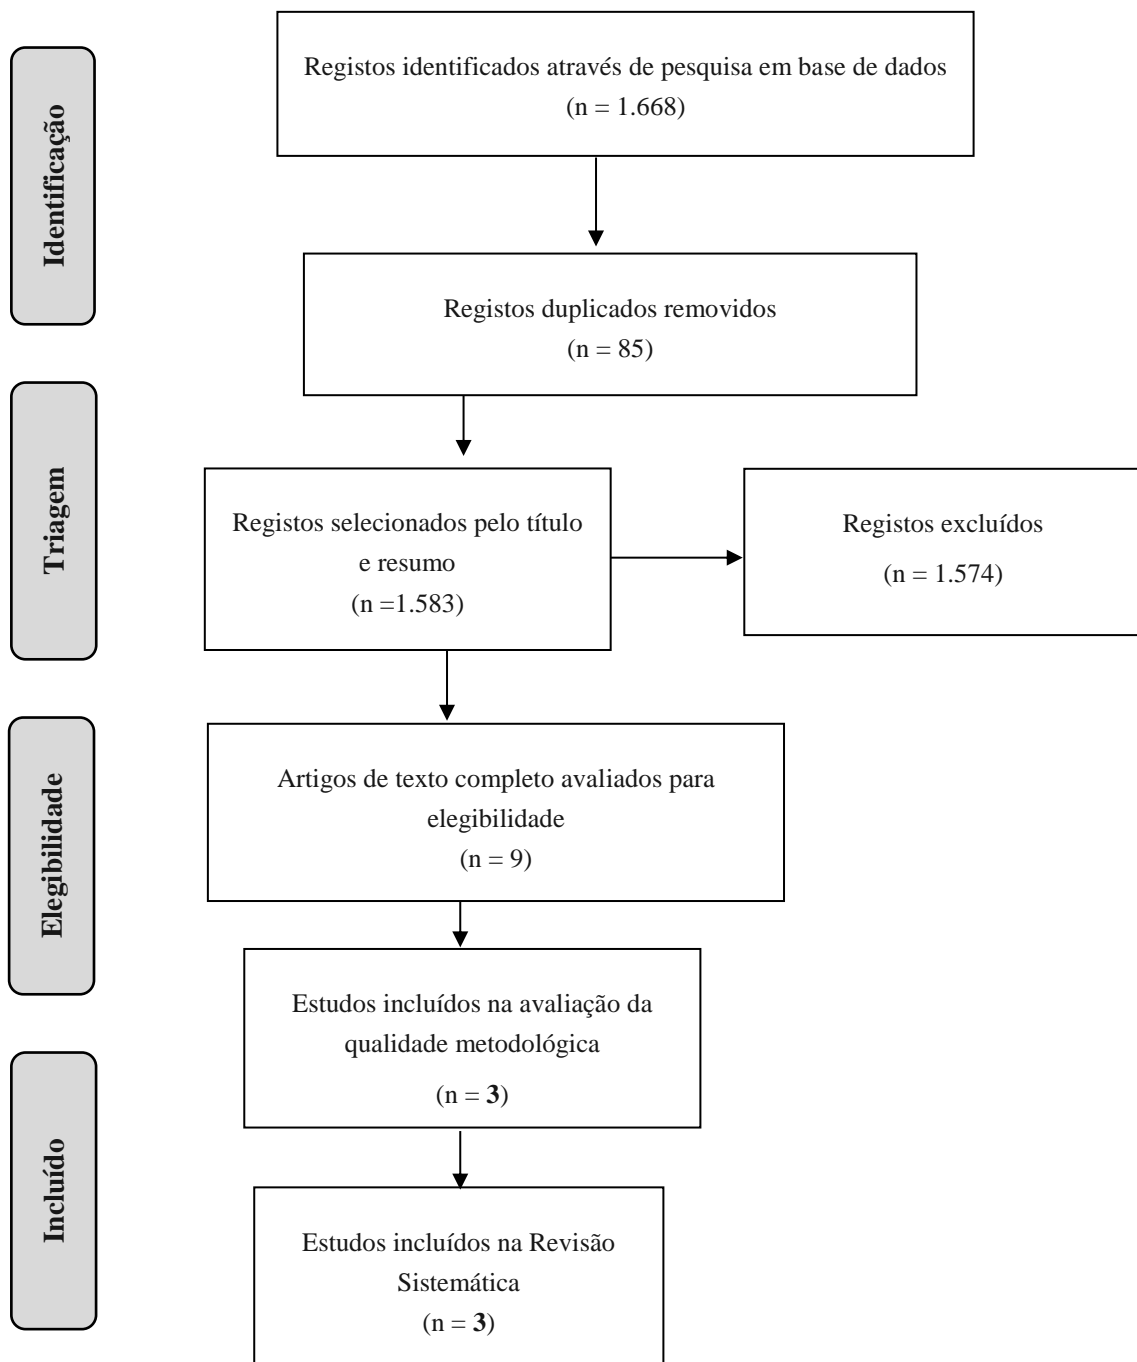 Identificação
Registos identificados através de pesquisa em base de dados
(n = 1.668)
Registos duplicados removidos
(n = 85)
Triagem
Registos selecionados pelo título
e resumo
(n =1.583)
Registos excluídos
(n = 1.574)
Elegibilidade
Artigos de texto completo avaliados para
elegibilidade
(n = 9)
Estudos incluídos na avaliação da
qualidade metodológica
(n = 3)
Incluído
Estudos incluídos na Revisão
Sistemática
(n = 3)